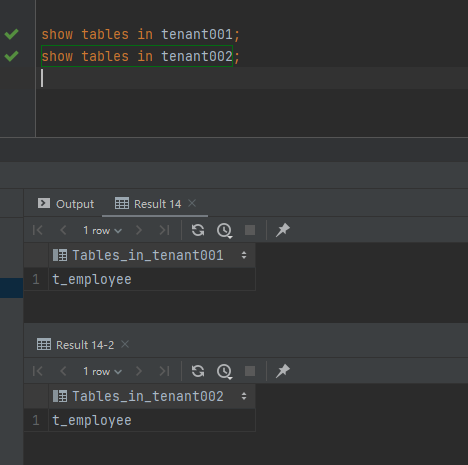 show tables in tenant001;
show tables in tenant002;
Output
Result 14
1 row
Tables_in_tenant001
1 t_employee
Result 14-2
1 row
Tables_in_tenant002
1 t_employee